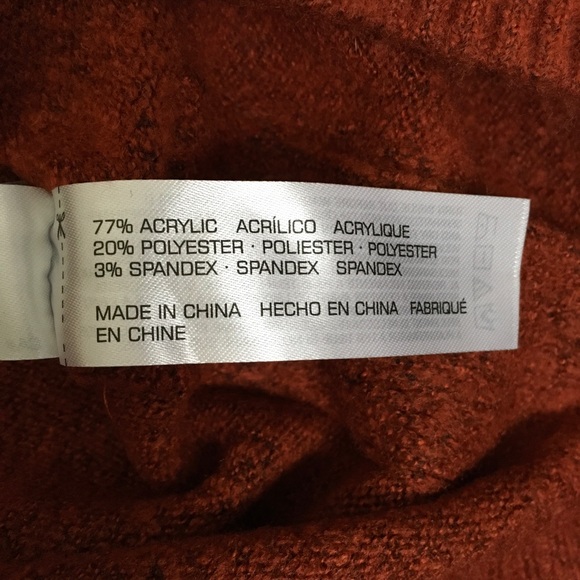 77% ACRYLIC ACRÍLICO ACRYLIQUE
20% POLYESTER · POLIESTER · POLYESTER
3% SPANDEX · SPANDEX SPANDEX
MADE IN CHINA HECHO EN CHINA FABRIQUÉ
EN CHINE